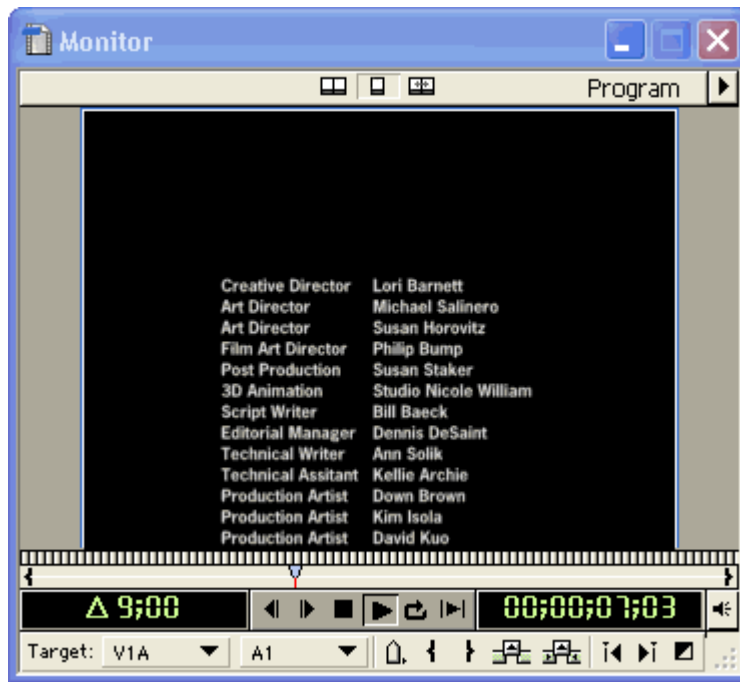 Monitor
Program
Creative Director Lori Barnett
Art Director Michael Salinero
Art Director Susan Horovitz
Film Art Director Philip Bump
Post Production Susan Staker
3D Animation Studio Nicole William
Script Writer Bill Baeck
Editorial Manager Dennis DeSaint
Technical Writer Ann Solik
Technical Assitant Kellie Archie
Production Artist Down Brown
Production Artist Kim Isola
Production Artist David Kuo
Δ 9;00 00;00;07;03
Target: V1A A1